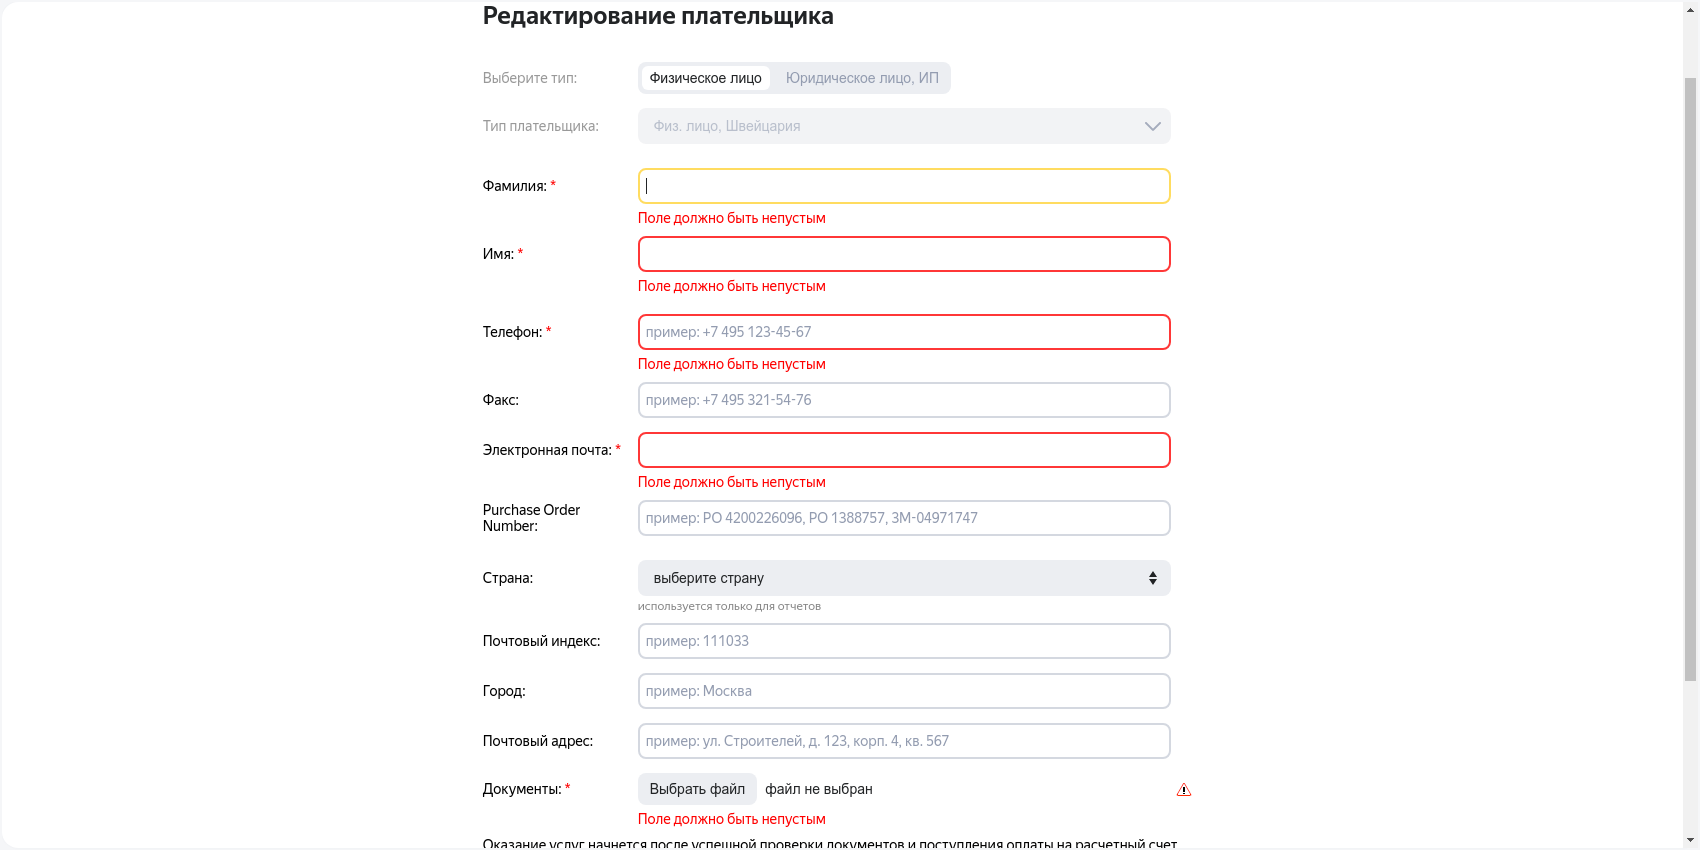 Редактирование плательщика
Выберите тип: Физическое лицо Юридическое лицо, ИП
Тип плательщика: Физ. лицо, Швейцария
Фамилия: *
Поле должно быть непустым
Имя: *
Поле должно быть непустым
Телефон: * пример: +7 495 123-45-67
Поле должно быть непустым
Факс: пример: +7 495 321-54-76
Электронная почта: *
Поле должно быть непустым
Purchase Order
Number:
пример: PO 4200226096, PO 1388757, ЗМ-04971747
Страна: выберите страну
используется только для отчетов
Почтовый индекс: пример: 111033
Город: пример: Москва
Почтовый адрес: пример: ул. Строителей, д. 123, корп. 4, кв. 567
Документы: * Выбрать файл файл не выбран
Поле должно быть непустым
Оказание услуг начнется после успешной проверки документов и поступления оплаты на расчетный счет